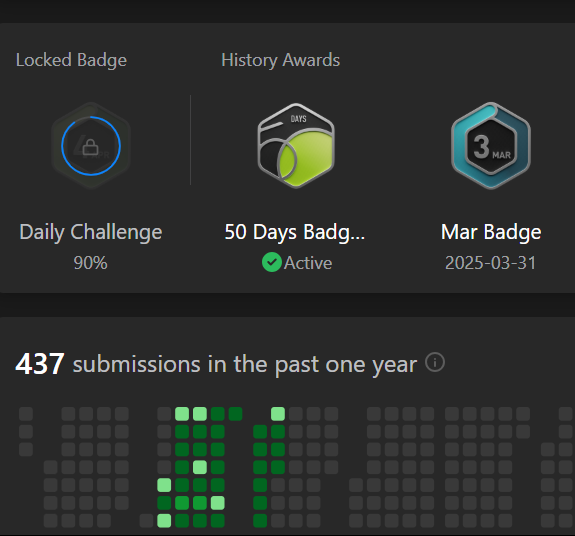 Locked Badge
History Awards
DAYS
3 MAR
Daily Challenge
50 Days Badg...
Mar Badge
90%
Active
2025-03-31
437 submissions in the past one year